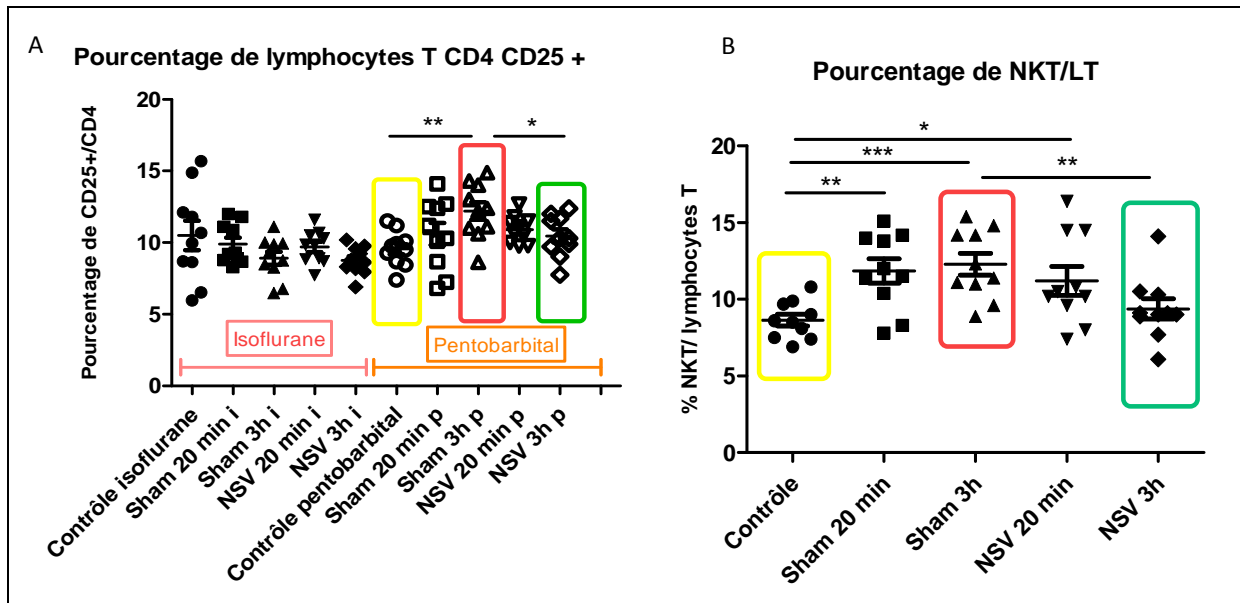 A
Pourcentage de lymphocytes T CD4 CD25 +
Pourcentage de CD25+/CD4
20
15
10
5
0
**
*
Isoflurane
Pentobarbital
Contrôle isoflurane
Sham 20 min i
Sham 3h i
NSV 20 min i
NSV 3h i
Contrôle pentobarbital
Sham 20 min p
Sham 3h p
NSV 20 min p
NSV 3h p
B
Pourcentage de NKT/LT
% NKT/ lymphocytes T
20
15
10
5
0
*
***
**
**
Contrôle
Sham 20 min
Sham 3h
NSV 20 min
NSV 3h